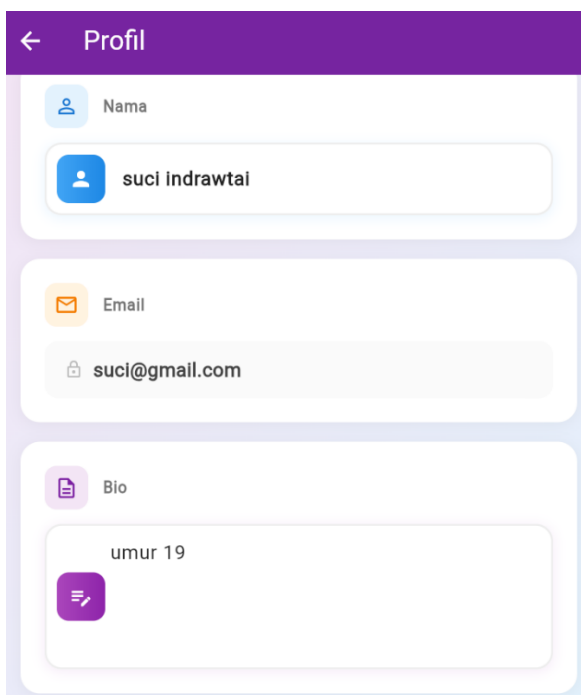 Profil
Nama
suci indrawtai
Email
suci@gmail.com
Bio
umur 19